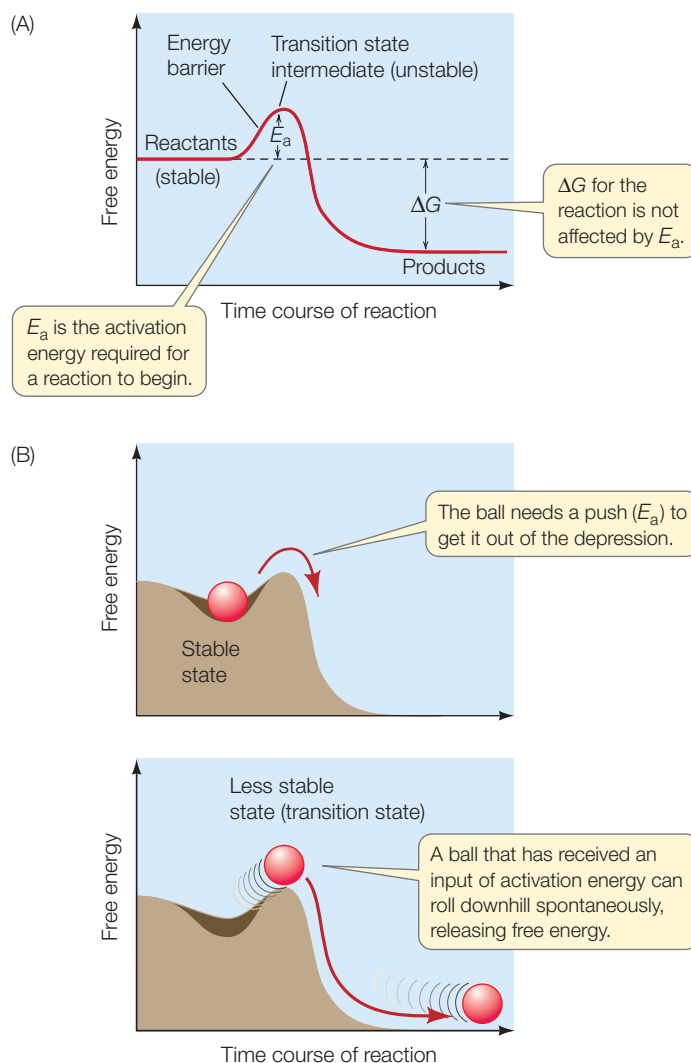 (A)
Energy
barrier
Transition state
intermediate (unstable)
Free energy
Reactants
(stable)
Ea
ΔG
Products
ΔG for the
reaction is not
affected by Ea.
Time course of reaction
Ea is the activation
energy required for
a reaction to begin.
(B)
The ball needs a push (Ea) to
get it out of the depression.
Free energy
Stable
state
Less stable
state (transition state)
Free energy
A ball that has received an
input of activation energy can
roll downhill spontaneously,
releasing free energy.
Time course of reaction